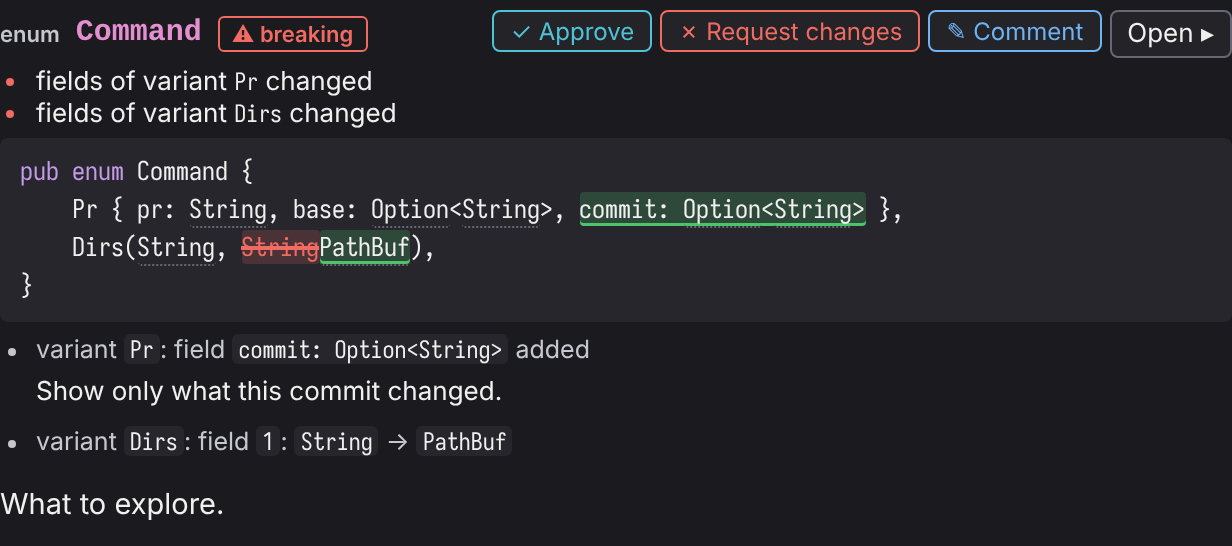 enum Command ⚠ breaking ✓ Approve ✕ Request changes ✎ Comment Open ▸
• fields of variant Pr changed
• fields of variant Dirs changed
pub enum Command {
    Pr { pr: String, base: Option<String>, commit: Option<String> },
    Dirs(String, StringPathBuf),
}
• variant Pr: field commit: Option<String> added
Show only what this commit changed.
• variant Dirs: field 1: String → PathBuf
What to explore.